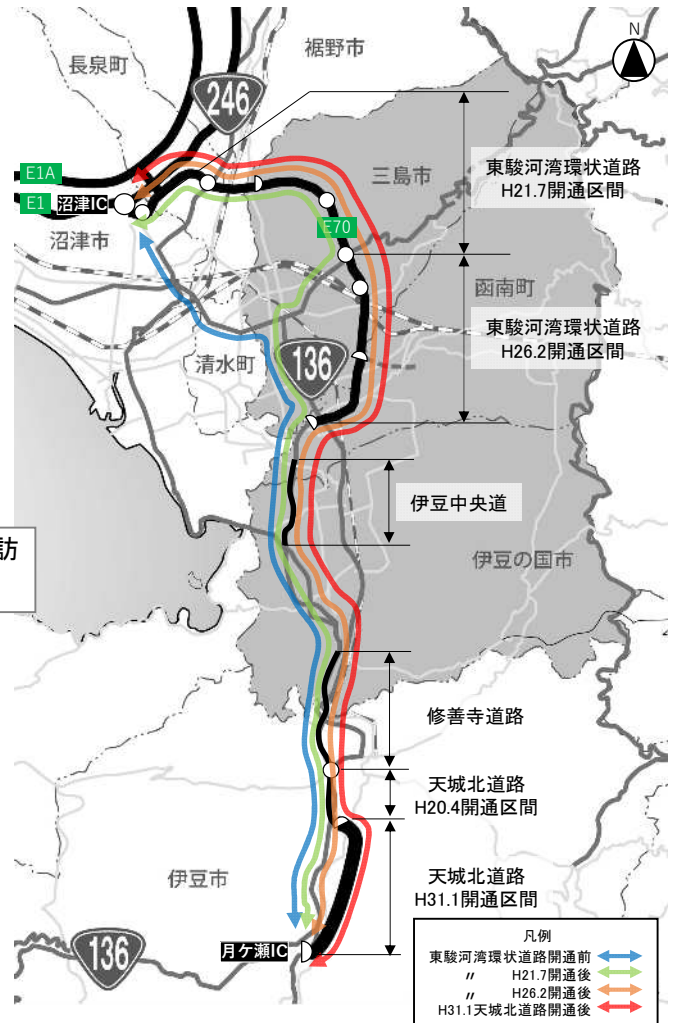 裾野市
N
長泉町
246
三島市
東駿河湾環状道路
H21.7開通区間
E1A
E1
沼津IC
沼津市
E70
函南町
東駿河湾環状道路
H26.2開通区間
清水町
136
伊豆中央道
訪
伊豆の国市
修善寺道路
天城北道路
H20.4開通区間
伊豆市
天城北道路
H31.1開通区間
136
月ケ瀬IC
凡例
東駿河湾環状道路開通前
〃 H21.7開通後
〃 H26.2開通後
H31.1天城北道路開通後